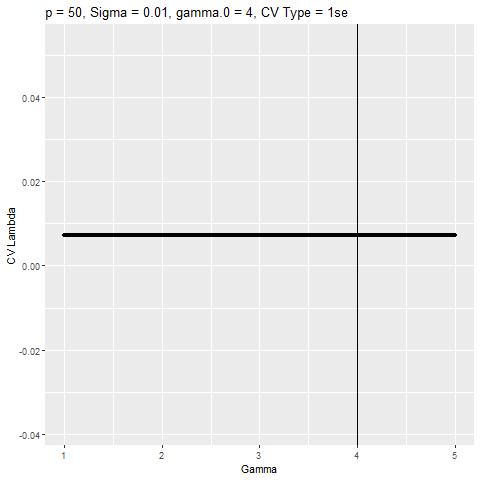 p = 50, Sigma = 0.01, gamma.0 = 4, CV Type = 1se
0.04
0.02
0.00
-0.02
-0.04
CV Lambda
1 2 3 4 5
Gamma